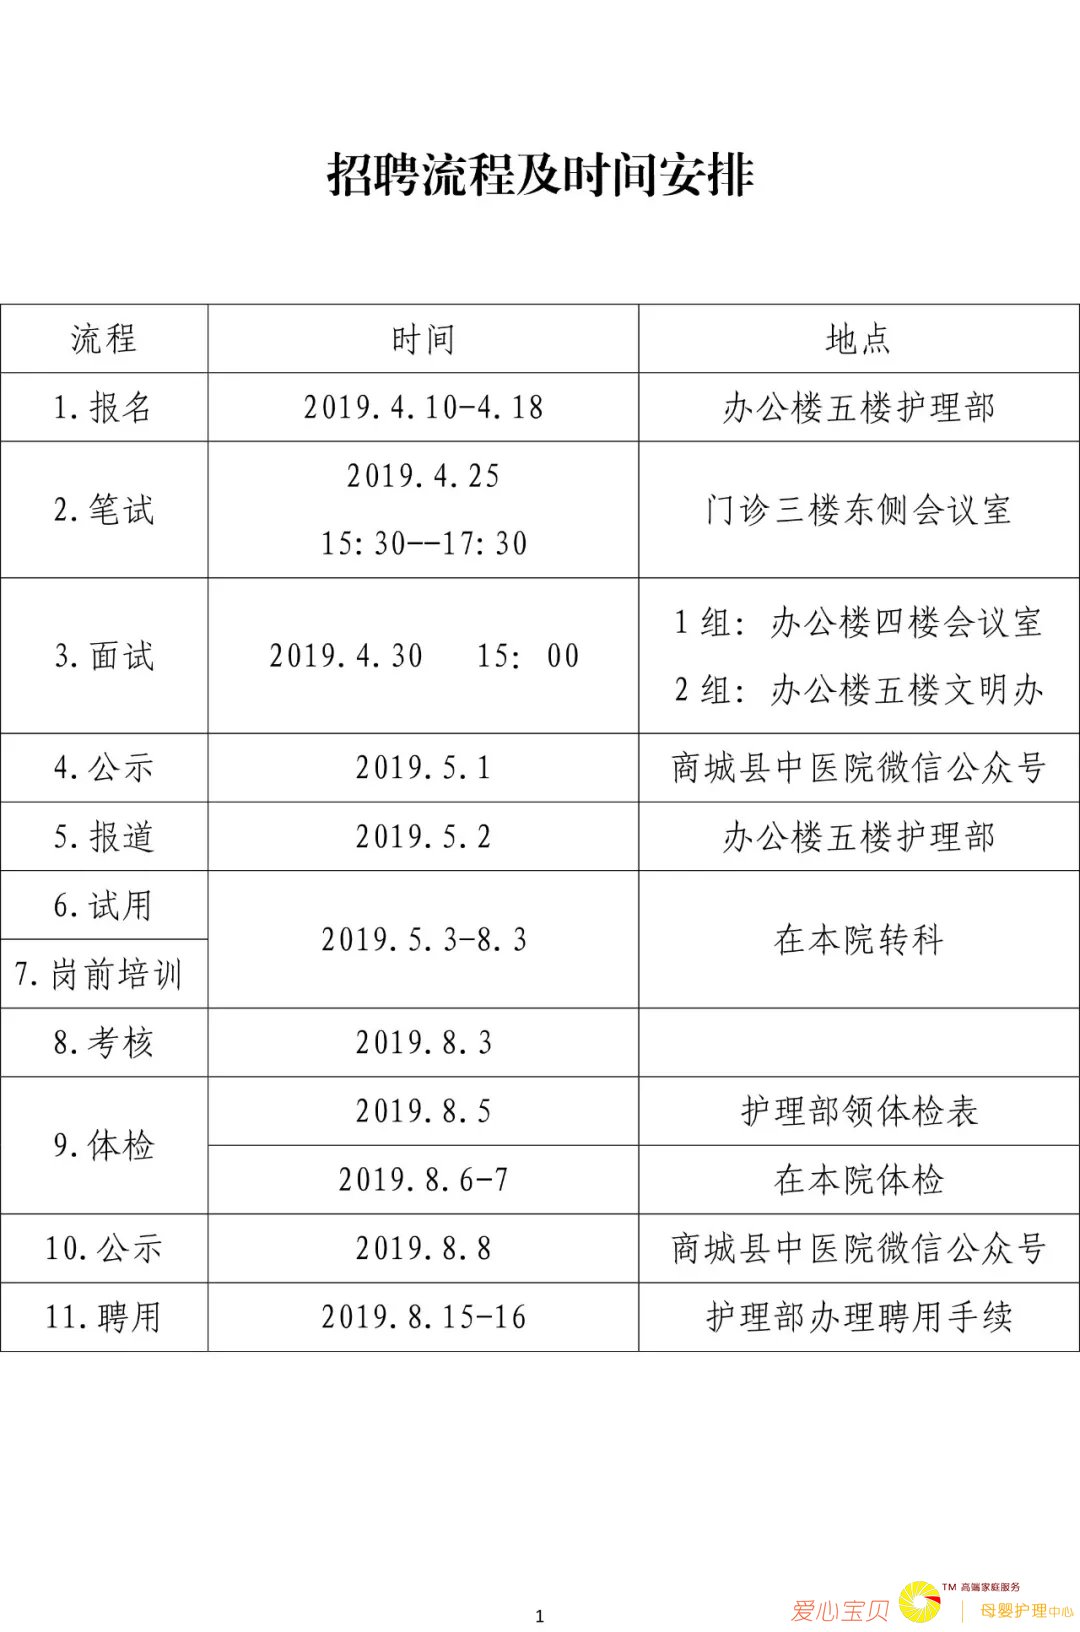 招聘流程及时间安排
流程 时间 地点
1.报名 2019.4.10-4.18 办公楼五楼护理部
2.笔试 2019.4.25 15:30--17:30 门诊三楼东侧会议室
3.面试 2019.4.30 15: 00 1组: 办公楼四楼会议室
2组: 办公楼五楼文明办
4.公示 2019.5.1 商城县中医院微信公众号
5.报道 2019.5.2 办公楼五楼护理部
6.试用 2019.5.3-8.3 在本院转科
7.岗前培训
8.考核 2019.8.3
9.体检 2019.8.5 护理部领体检表
2019.8.6-7 在本院体检
10.公示 2019.8.8 商城县中医院微信公众号
11.聘用 2019.8.15-16 护理部办理聘用手续
1
爱心宝贝 TM 高端家庭服务
母婴护理中心